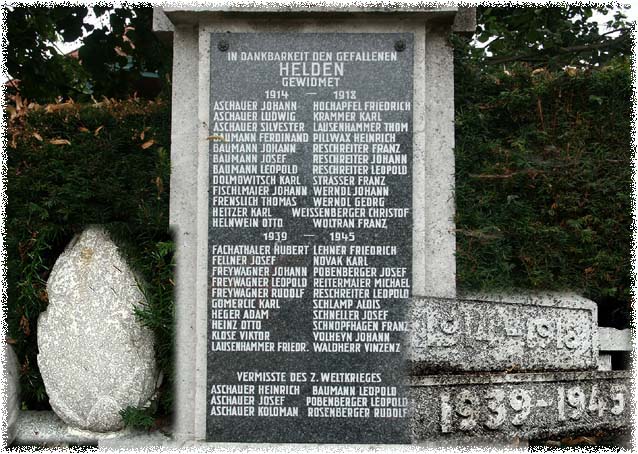 IN DANKBARKEIT DEN GEFALLENEN
HELDEN
GEWIDMET
1914 — 1918
ASCHAUER JOHANN HOCHAPFEL FRIEDRICH
ASCHAUER LUDWIG KRAMMER KARL
ASCHAUER SILVESTER LAUSENHAMMER THOM
BAUMANN FERDINAND PILLWAX HEINRICH
BAUMANN JOHANN RESCHREITER FRANZ
BAUMANN JOSEF RESCHREITER JOHANN
BAUMANN LEOPOLD RESCHREITER LEOPOLD
DOLMOWITSCH KARL STRASSER FRANZ
FISCHLMAIER JOHANN WERNDL JOHANN
FRENSLICH THOMAS WERNDL GEORG
HEITZER KARL WEISSENBERGER CHRISTOF
HELNWEIN OTTO WOLTRAN FRANZ
1939 — 1945
FACHATHALER HUBERT LEHNER FRIEDRICH
FELLNER JOSEF NOVAK KARL
FREYWAGNER JOHANN POBENBERGER JOSEF
FREYWAGNER LEOPOLD REITERMAIER MICHAEL
FREYWAGNER RUDOLF RESCHREITER LEOPOLD
GOMERLIC KARL SCHLAMP ALOIS
HEGER ADAM SCHNELLER JOSEF
HEINZ OTTO SCHNOPFHAGEN FRANZ
KLOSE VIKTOR VOLHEYN JOHANN
LAUSENHAMMER FRIEDR. WALDHERR VINZENZ
VERMISSTE DES 2. WELTKRIEGES
ASCHAUER HEINRICH BAUMANN LEOPOLD
ASCHAUER JOSEF POBENBERGER LEOPOLD
ASCHAUER KOLOMAN ROSENBERGER RUDOLF
1914-1918
1939-1945